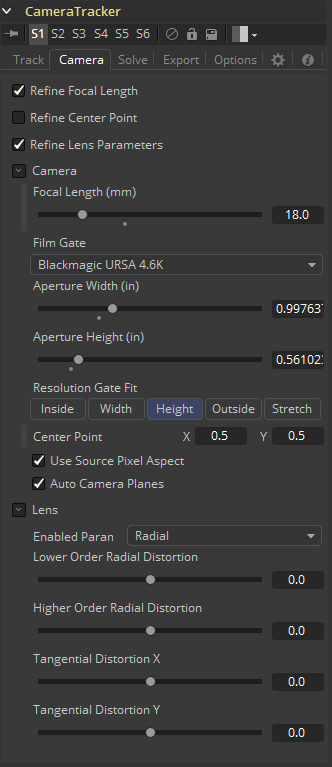 CameraTracker
S1 S2 S3 S4 S5 S6
Track Camera Solve Export Options
Refine Focal Length
Refine Center Point
Refine Lens Parameters
Camera
Focal Length (mm)
18.0
Film Gate
Blackmagic URSA 4.6K
Aperture Width (in)
0.997637
Aperture Height (in)
0.561023
Resolution Gate Fit
Inside Width Height Outside Stretch
Center Point X 0.5 Y 0.5
Use Source Pixel Aspect
Auto Camera Planes
Lens
Enabled Paran Radial
Lower Order Radial Distortion
0.0
Higher Order Radial Distortion
0.0
Tangential Distortion X
0.0
Tangential Distortion Y
0.0